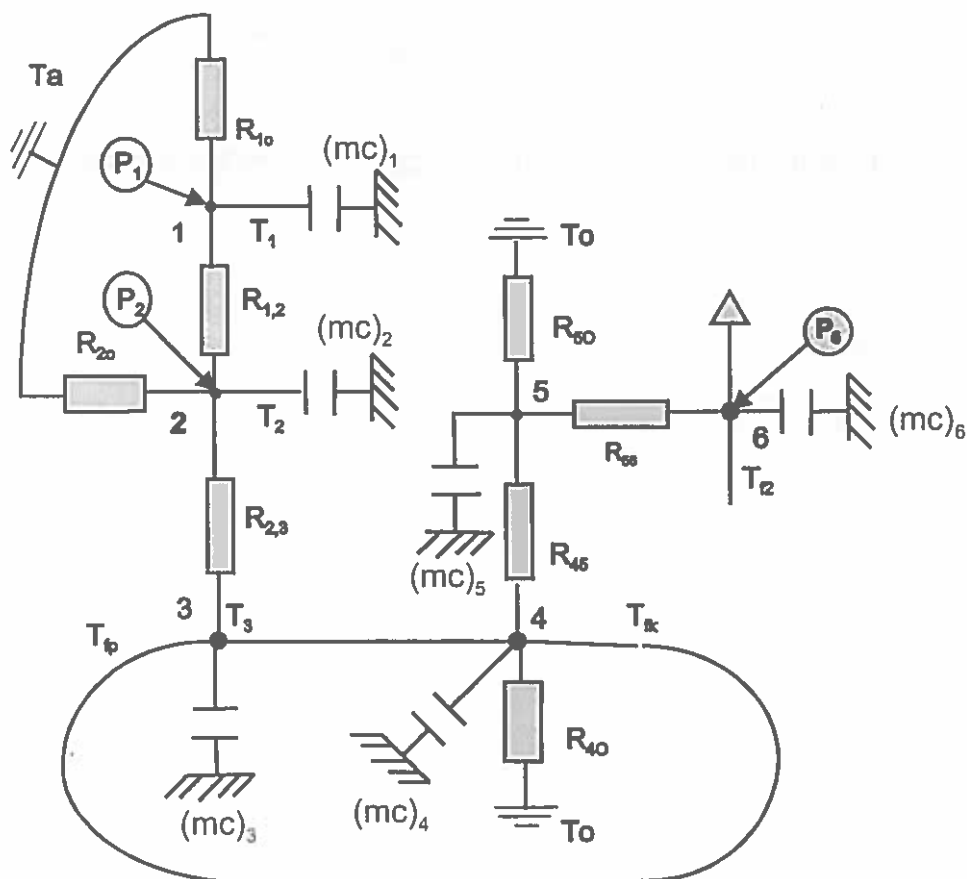 Ta
R1o
P1
(mc)1
1
T1
P2
R1,2
(mc)2
R2o
2
T2
R2,3
3
T3
Tfp
(mc)3
To
R5O
5
P6
R56
6
(mc)6
Tf2
(mc)5
R45
4
Tfk
(mc)4
R4O
To